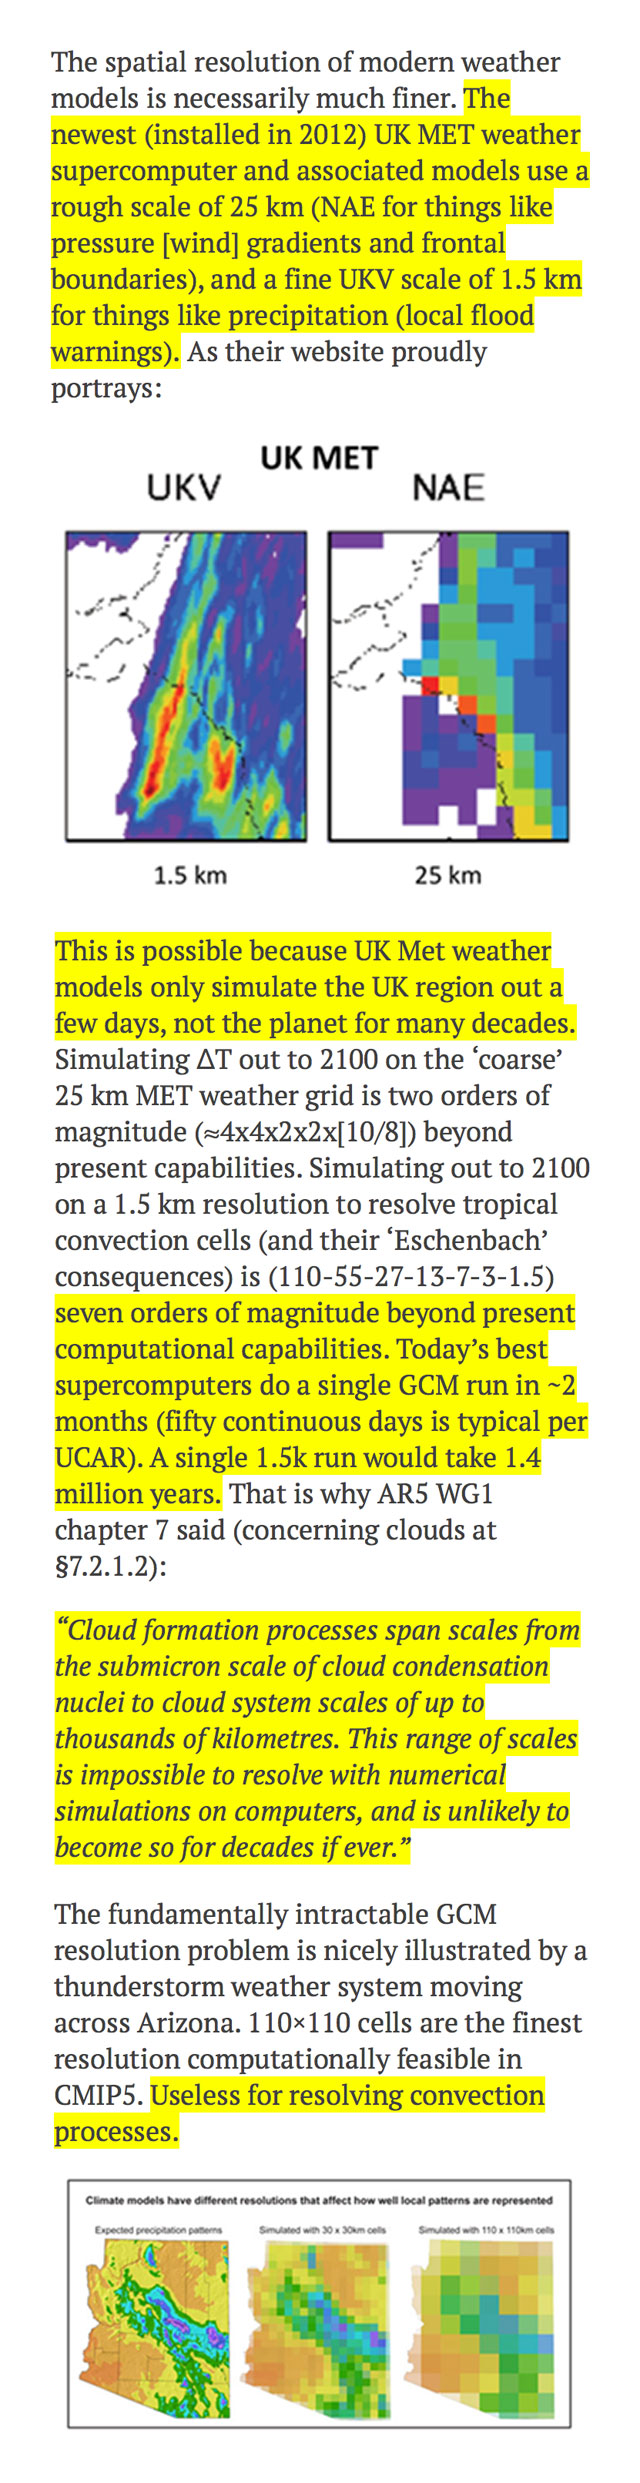 The spatial resolution of modern weather
models is necessarily much finer. The
newest (installed in 2012) UK MET weather
supercomputer and associated models use a
rough scale of 25 km (NAE for things like
pressure [wind] gradients and frontal
boundaries), and a fine UKV scale of 1.5 km
for things like precipitation (local flood
warnings). As their website proudly
portrays:
UK MET
UKV NAE
1.5 km 25 km
This is possible because UK Met weather
models only simulate the UK region out a
few days, not the planet for many decades.
Simulating ΔT out to 2100 on the ‘coarse’
25 km MET weather grid is two orders of
magnitude (≈4x4x2x2x[10/8]) beyond
present capabilities. Simulating out to 2100
on a 1.5 km resolution to resolve tropical
convection cells (and their ‘Eschenbach’
consequences) is (110-55-27-13-7-3-1.5)
seven orders of magnitude beyond present
computational capabilities. Today’s best
supercomputers do a single GCM run in ~2
months (fifty continuous days is typical per
UCAR). A single 1.5k run would take 1.4
million years. That is why AR5 WG1
chapter 7 said (concerning clouds at
§7.2.1.2):
“Cloud formation processes span scales from
the submicron scale of cloud condensation
nuclei to cloud system scales of up to
thousands of kilometres. This range of scales
is impossible to resolve with numerical
simulations on computers, and is unlikely to
become so for decades if ever.”
The fundamentally intractable GCM
resolution problem is nicely illustrated by a
thunderstorm weather system moving
across Arizona. 110×110 cells are the finest
resolution computationally feasible in
CMIP5. Useless for resolving convection
processes.
Climate models have different resolutions that affect how well local patterns are represented
Expected precipitation patterns Simulated with 30 x 30km cells Simulated with 110 x 110km cells